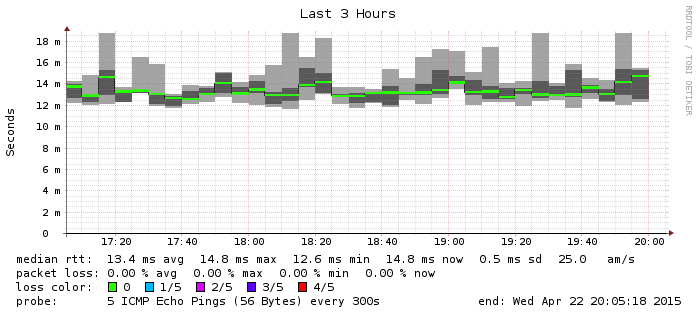 Last 3 Hours
RRDTOOL / TOBI OETIKER
Seconds
18 m
16 m
14 m
12 m
10 m
8 m
6 m
4 m
2 m
0
17:20 17:40 18:00 18:20 18:40 19:00 19:20 19:40 20:00
median rtt: 13.4 ms avg 14.8 ms max 12.6 ms min 14.8 ms now 0.5 ms sd 25.0 am/s
packet loss: 0.00 % avg 0.00 % max 0.00 % min 0.00 % now
loss color: 0 1/5 2/5 3/5 4/5
probe: 5 ICMP Echo Pings (56 Bytes) every 300s end: Wed Apr 22 20:05:18 2015